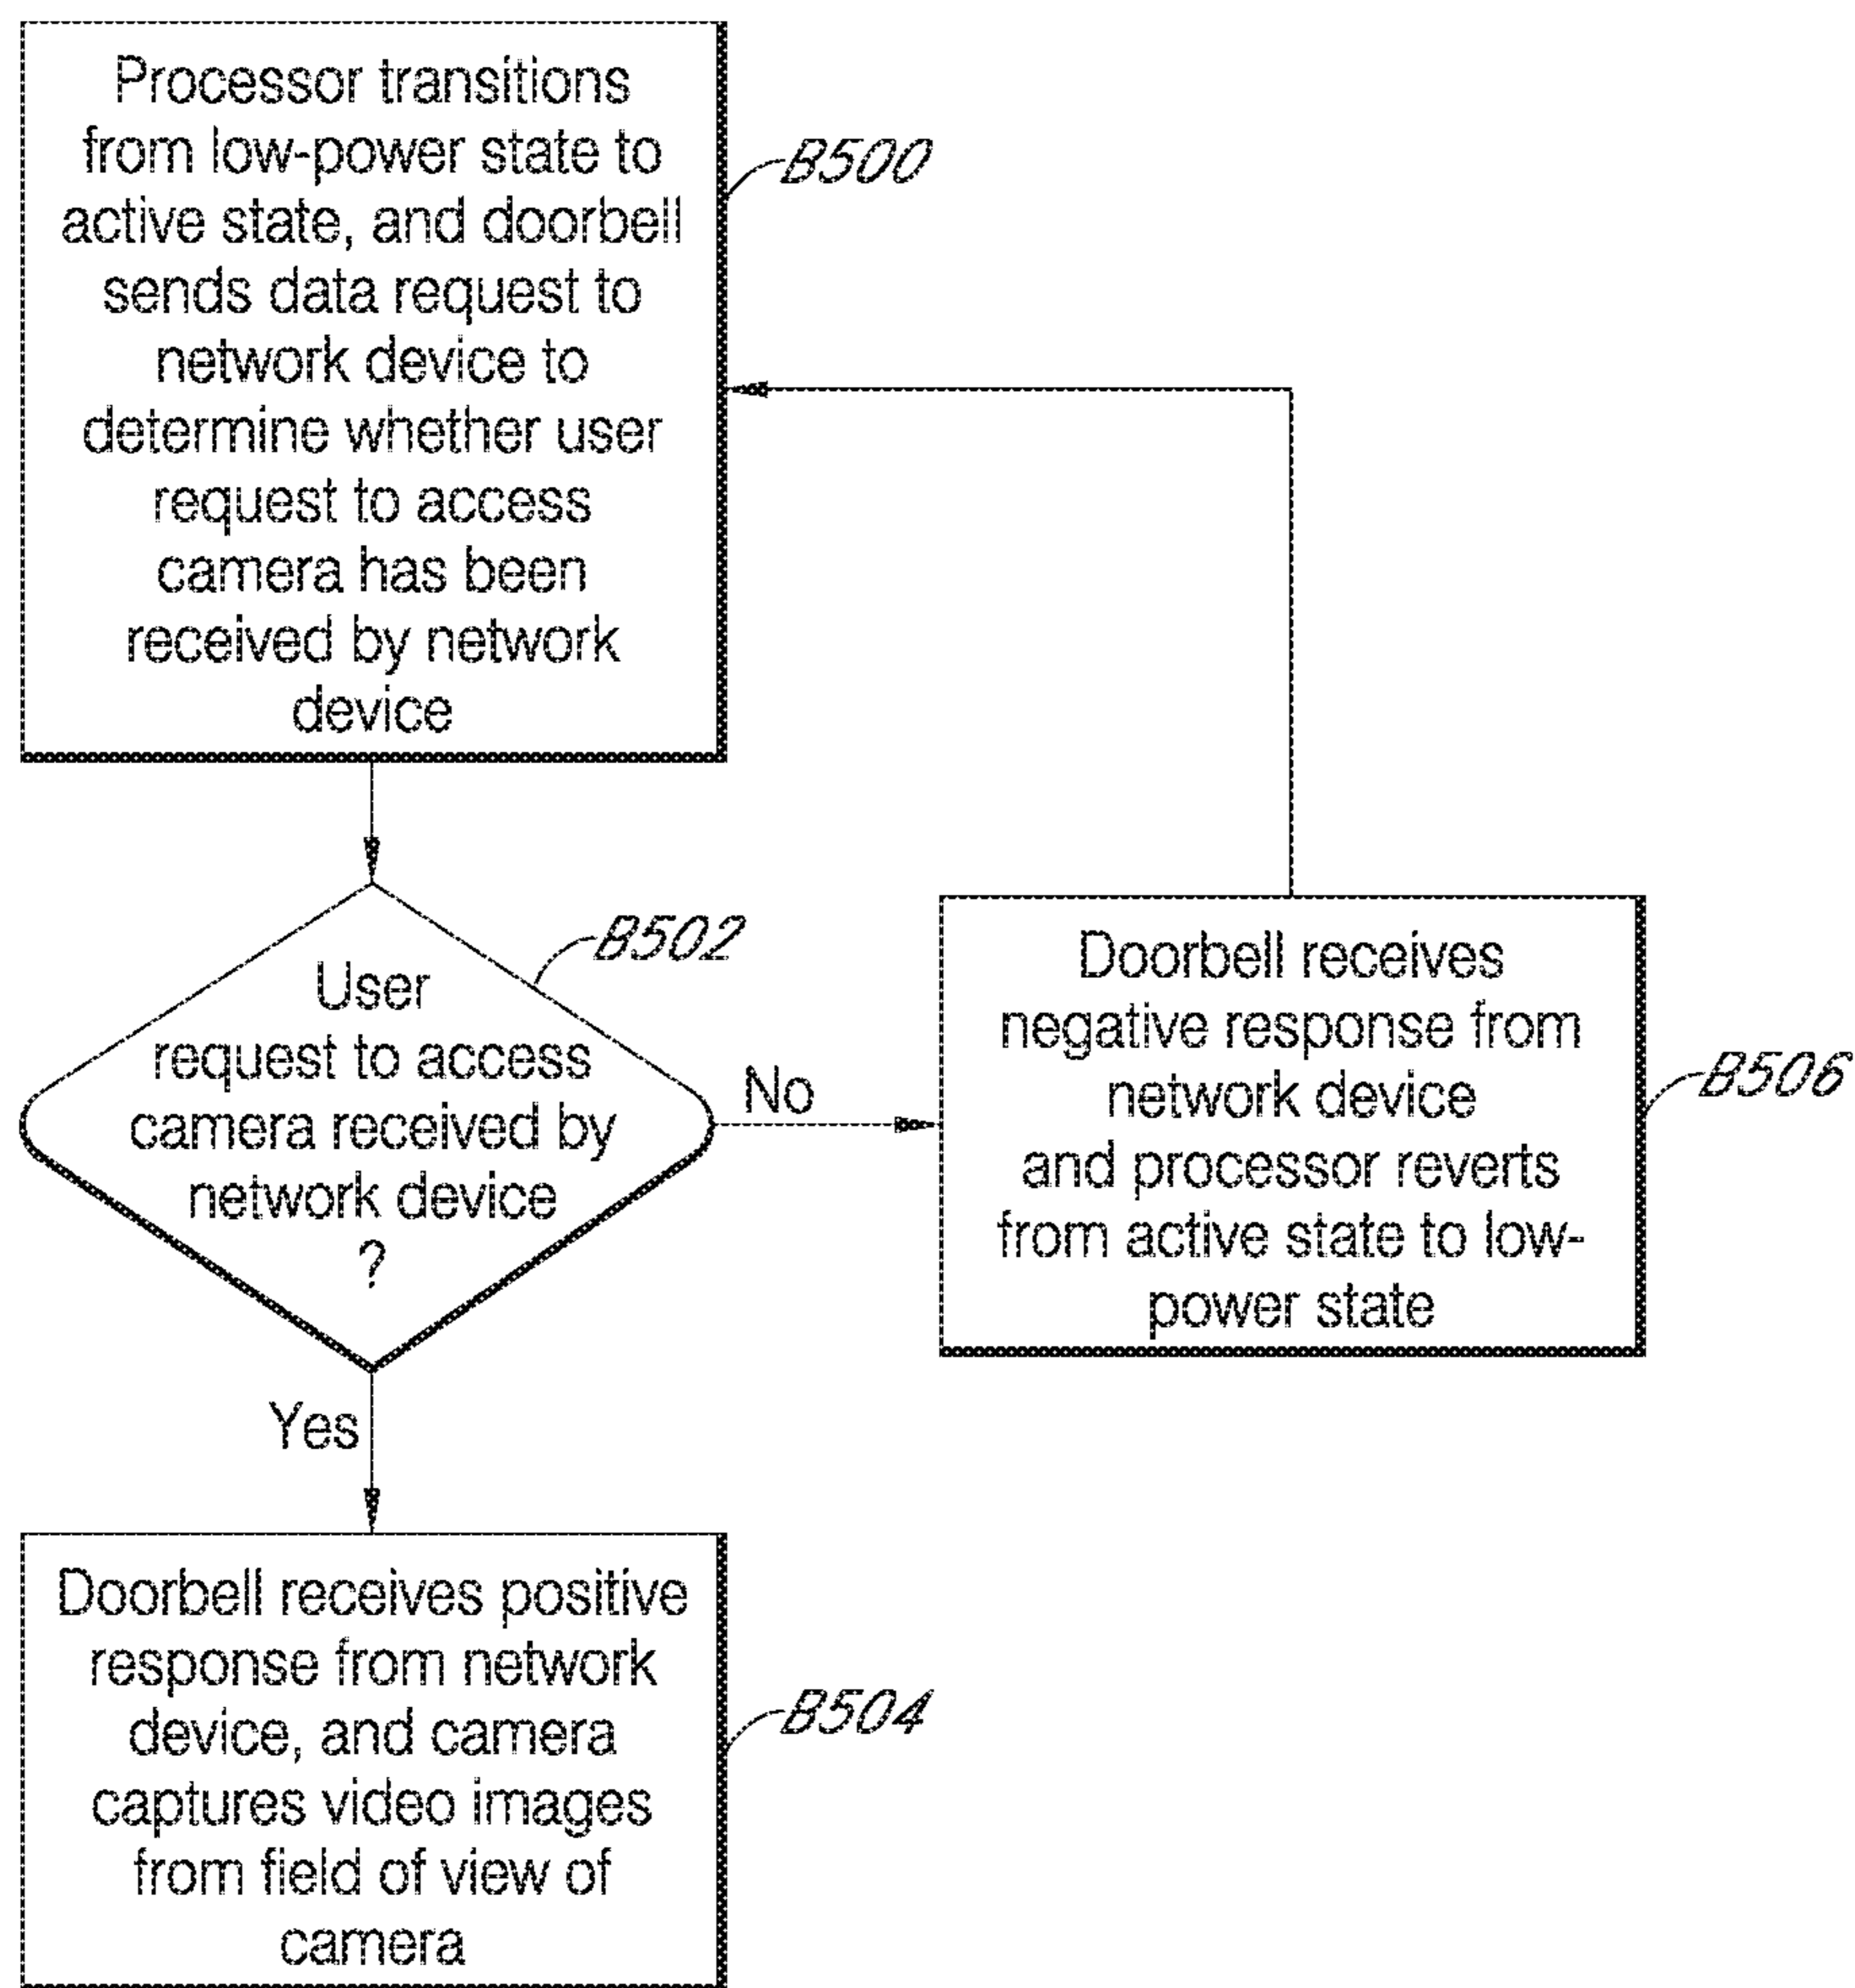 Processor transitions
from low-power state to
active state, and doorbell
sends data request to
network device to
determine whether user
request to access
camera has been
received by network
device
B500
User
request to access
camera received by
network device
?
B502
No
Doorbell receives
negative response from
network device
and processor reverts
from active state to low-
power state
B506
Yes
Doorbell receives positive
response from network
device, and camera
captures video images
from field of view of
camera
B504